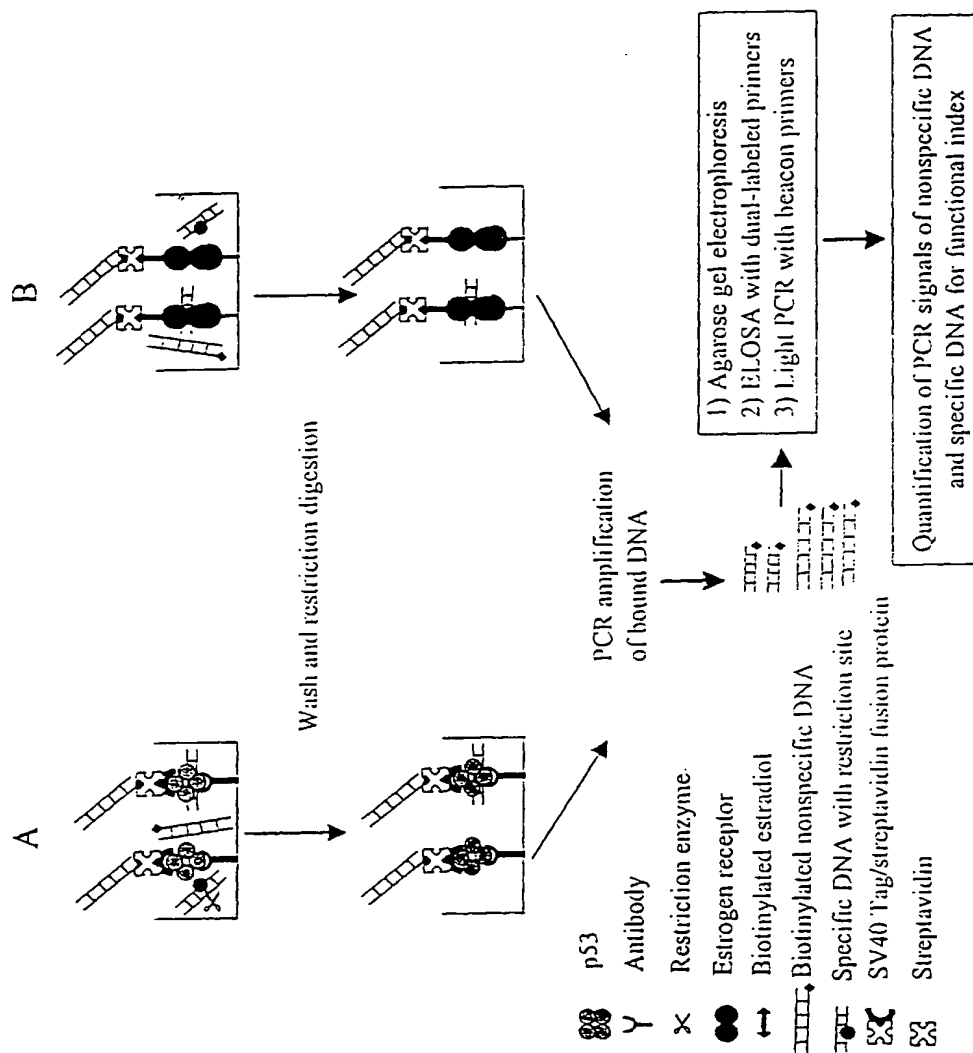 A
B
Wash and restriction digestion
PCR amplification
of bound DNA
1) Agarose gel electrophoresis
2) ELOSA with dual-labeled primers
3) Light PCR with beacon primers
Quantification of PCR signals of nonspecific DNA
and specific DNA for functional index
p53
Antibody
Restriction enzyme
Estrogen receptor
Biotinylated estradiol
Biotinylated nonspecific DNA
Specific DNA with restriction site
SV40 Tag/streptavidin fusion protein
Streptavidin